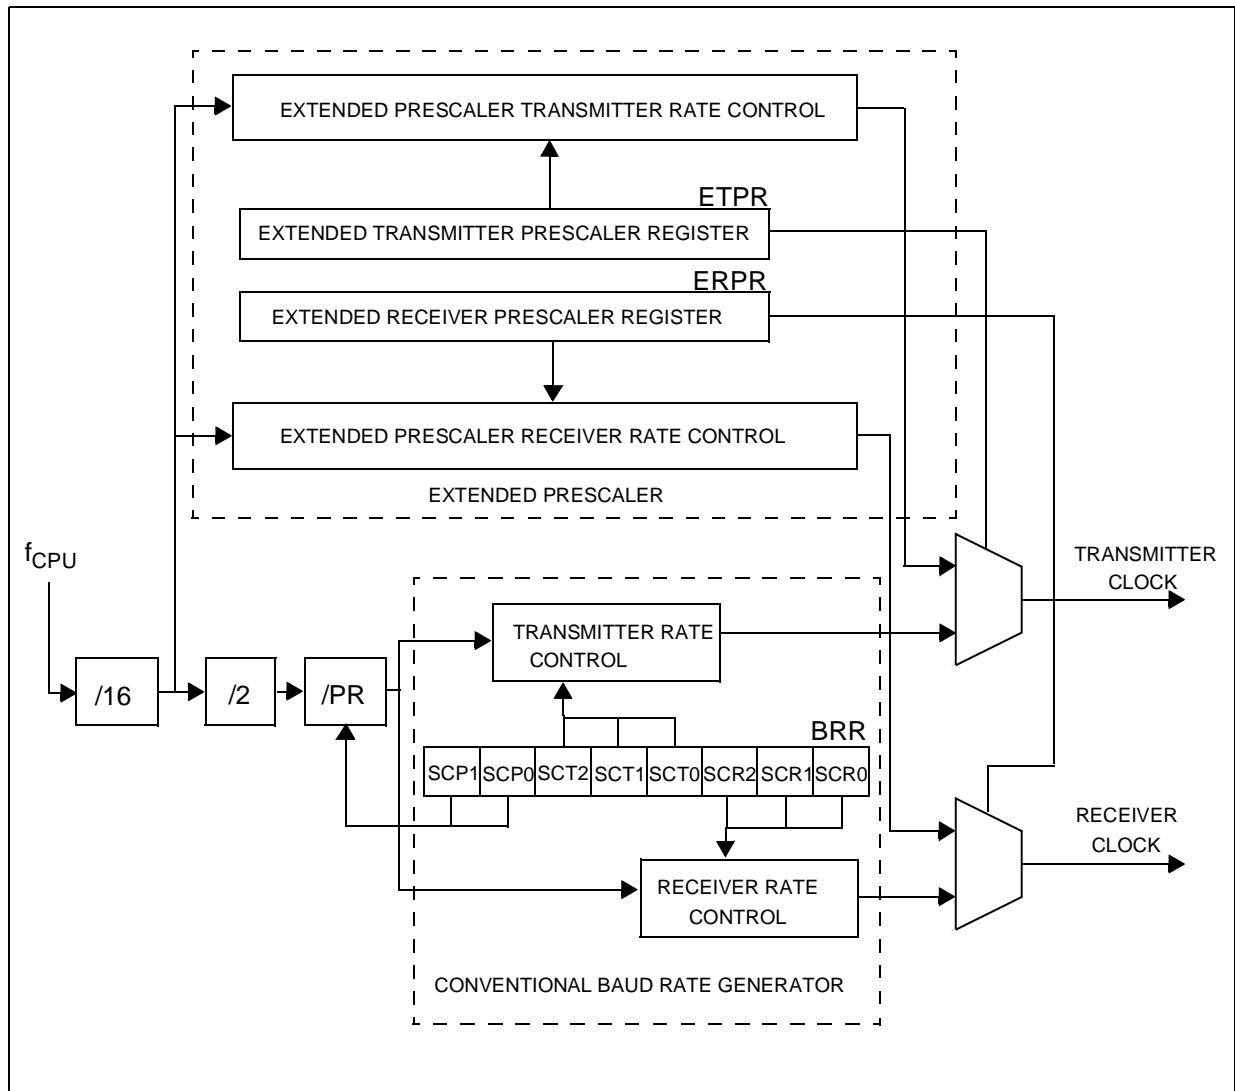 EXTENDED PRESCALER TRANSMITTER RATE CONTROL
ETPR
EXTENDED TRANSMITTER PRESCALER REGISTER
ERPR
EXTENDED RECEIVER PRESCALER REGISTER
EXTENDED PRESCALER RECEIVER RATE CONTROL
EXTENDED PRESCALER
fCPU
TRANSMITTER
CLOCK
TRANSMITTER RATE
CONTROL
/16
/2
/PR
BRR
SCP1 SCP0 SCT2 SCT1 SCT0 SCR2 SCR1 SCR0
RECEIVER
CLOCK
RECEIVER RATE
CONTROL
CONVENTIONAL BAUD RATE GENERATOR